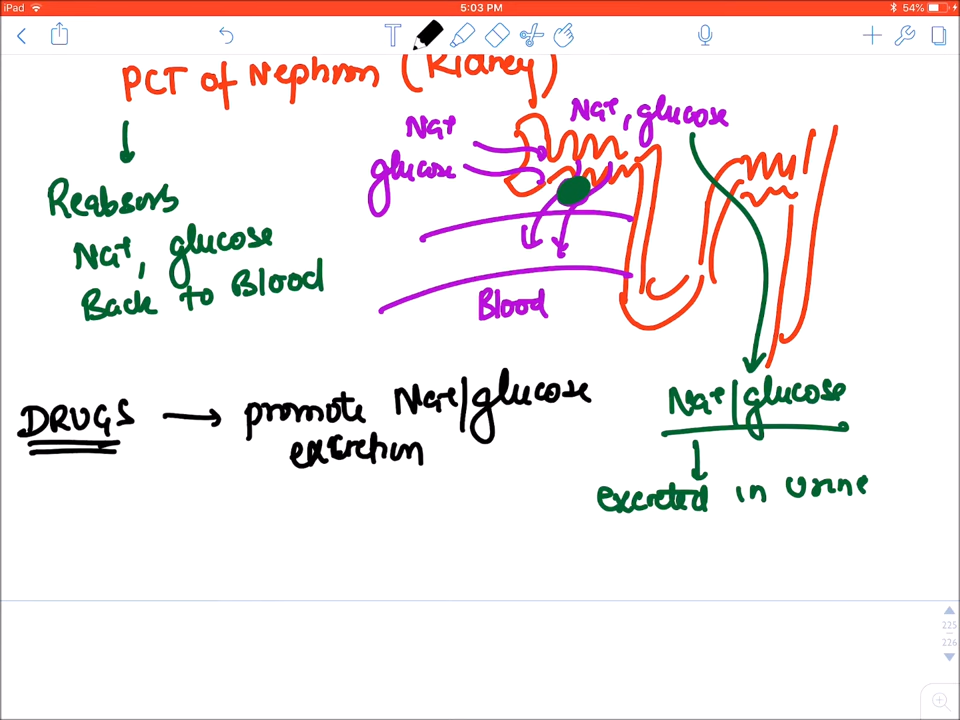 iPad
5:03 PM
54%
T
PCT of Nephron (Kidney)
Na+
glucose
Na+, glucose
Reabsorbs
Na+, glucose
Back to Blood
Blood
DRUGS → promote Na+/glucose
excretion
Na+/glucose
excreted in urine
225
226